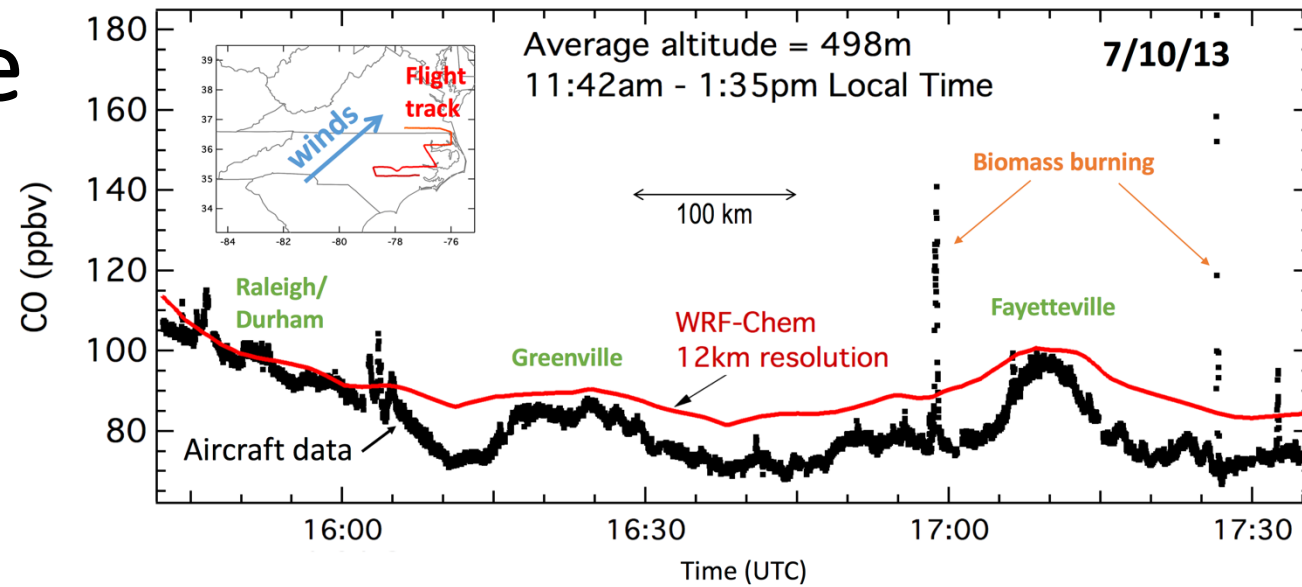 e
180
160
140
120
100
80
CO (ppbv)
Average altitude = 498m
11:42am - 1:35pm Local Time
7/10/13
39
38
37
36
35
34
-84
-82
-80
-78
-76
Flight
track
winds
100 km
Biomass burning
Raleigh/
Durham
Greenville
WRF-Chem
12km resolution
Fayetteville
Aircraft data
16:00
16:30
17:00
17:30
Time (UTC)